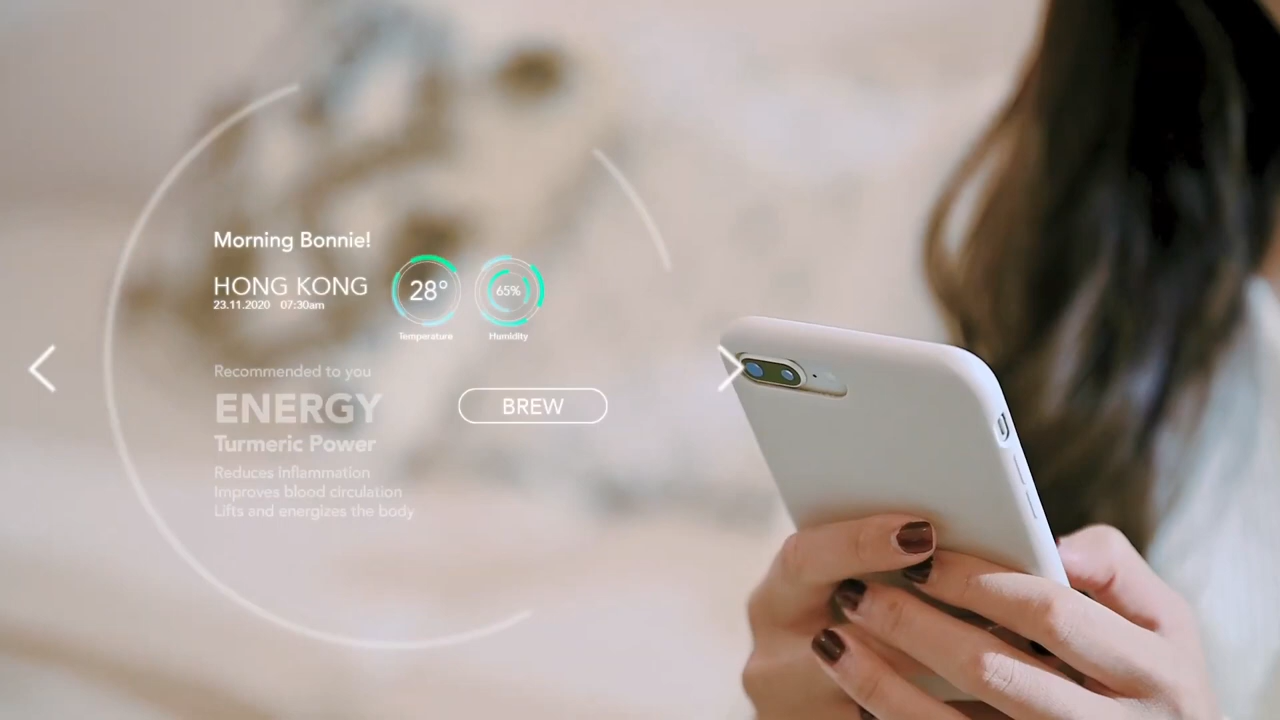 Morning Bonnie!
HONG KONG
23.11.2020 07:30am
28°
65%
Temperature
Humidity
Recommended to you
ENERGY
BREW
Turmeric Power
Reduces inflammation
Improves blood circulation
Lifts and energizes the body